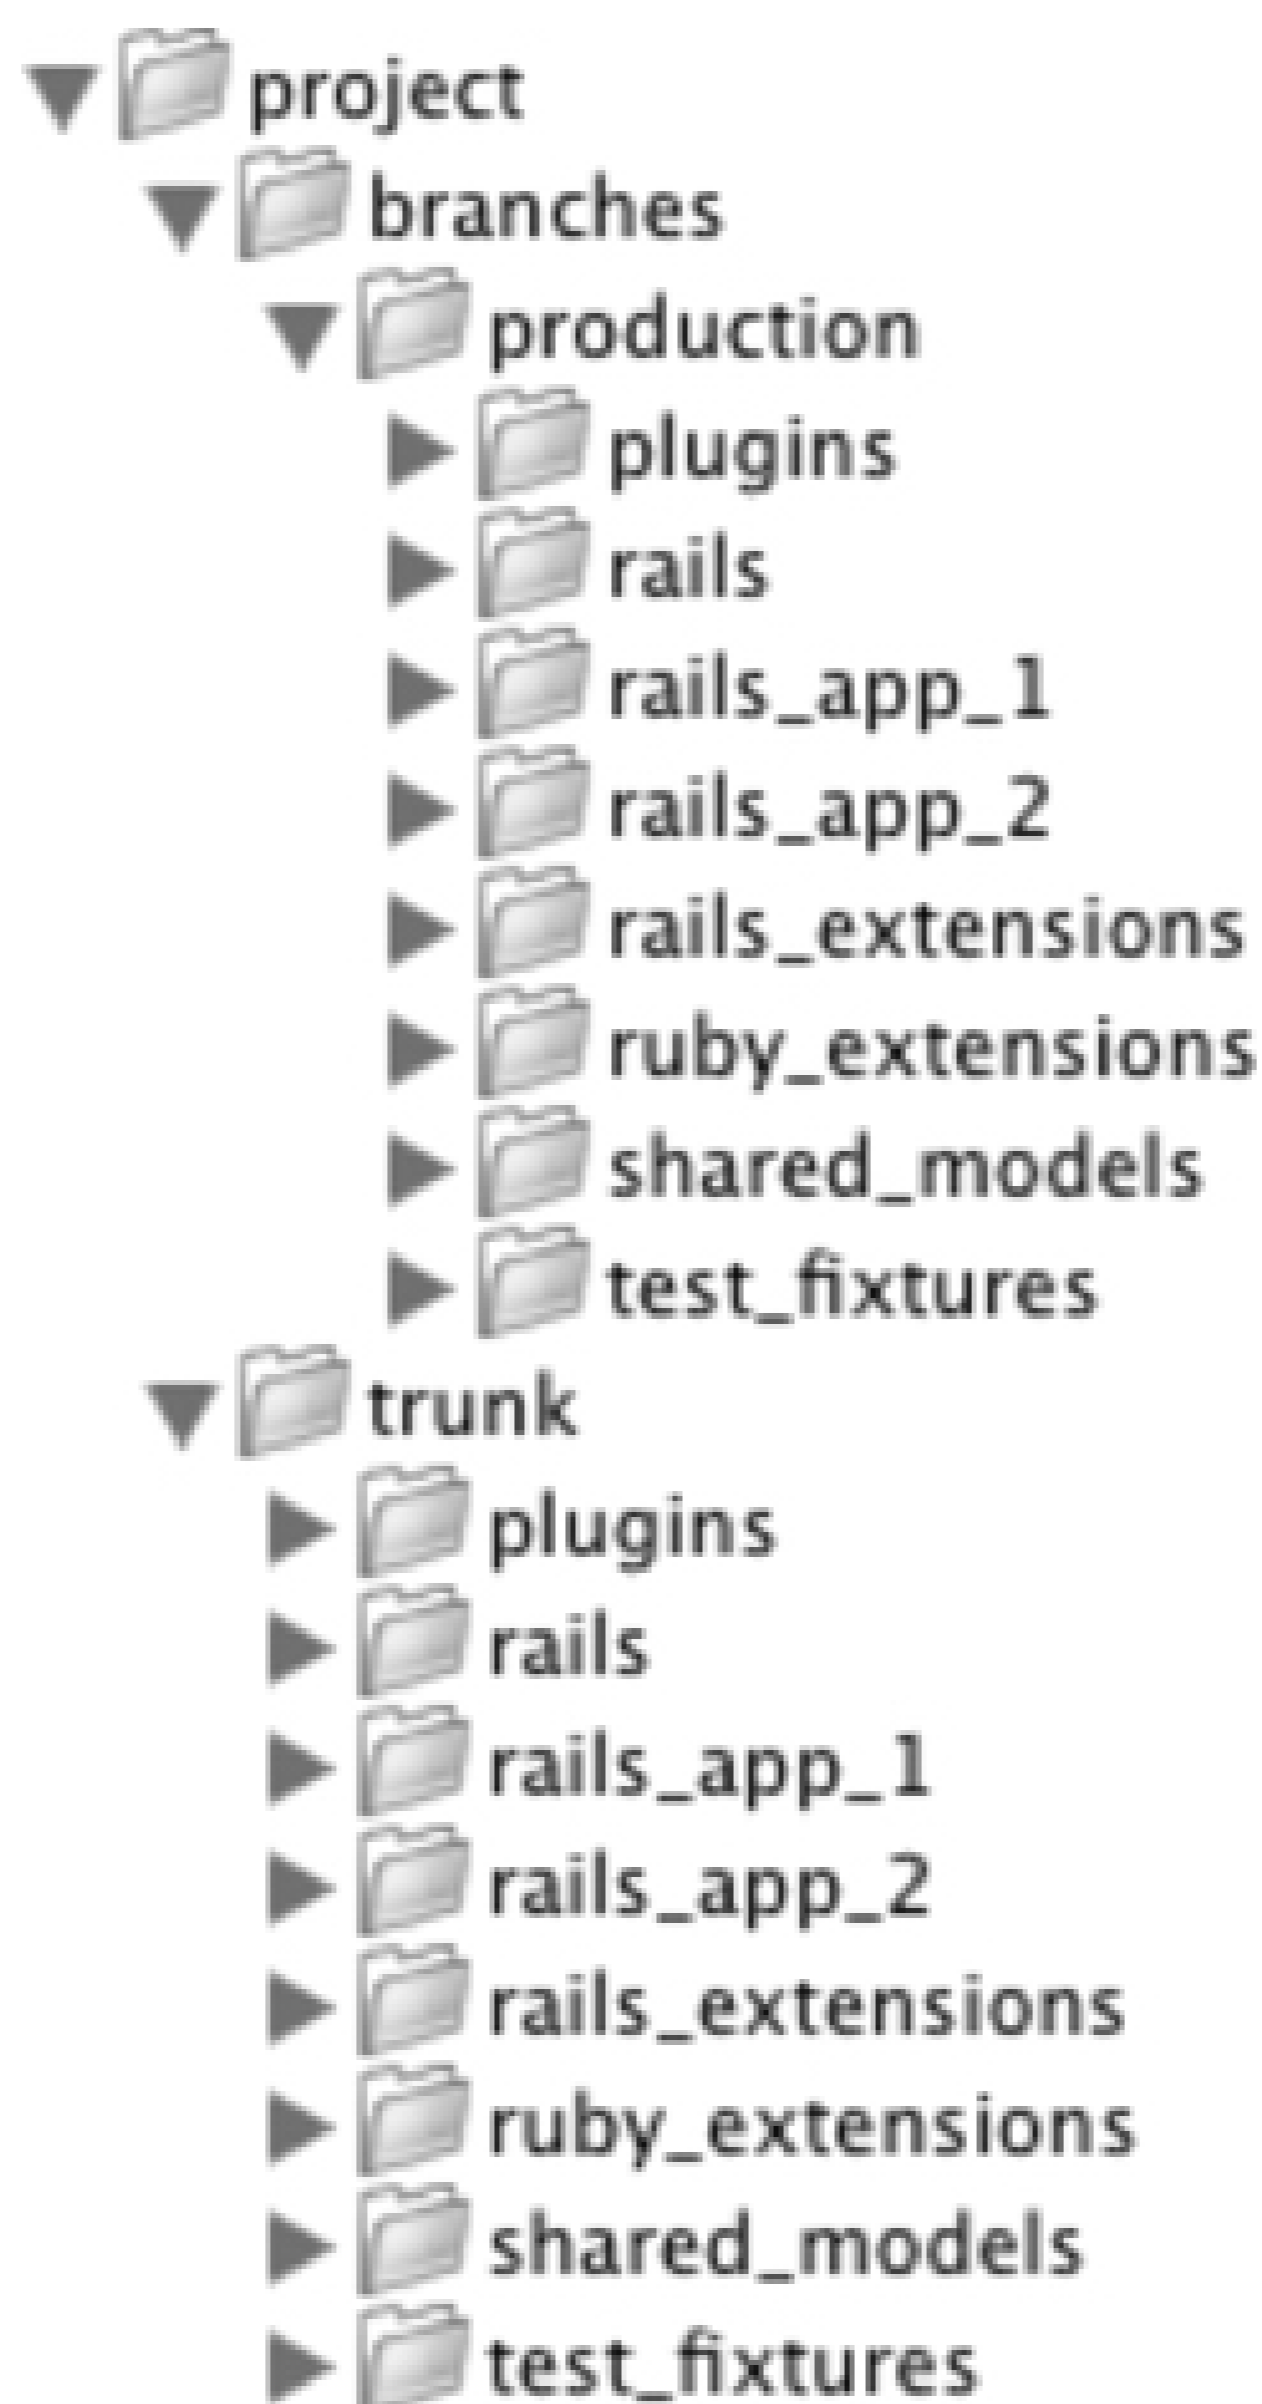 project
branches
production
plugins
rails
rails_app_1
rails_app_2
rails_extensions
ruby_extensions
shared_models
test_fixtures
trunk
plugins
rails
rails_app_1
rails_app_2
rails_extensions
ruby_extensions
shared_models
test_fixtures